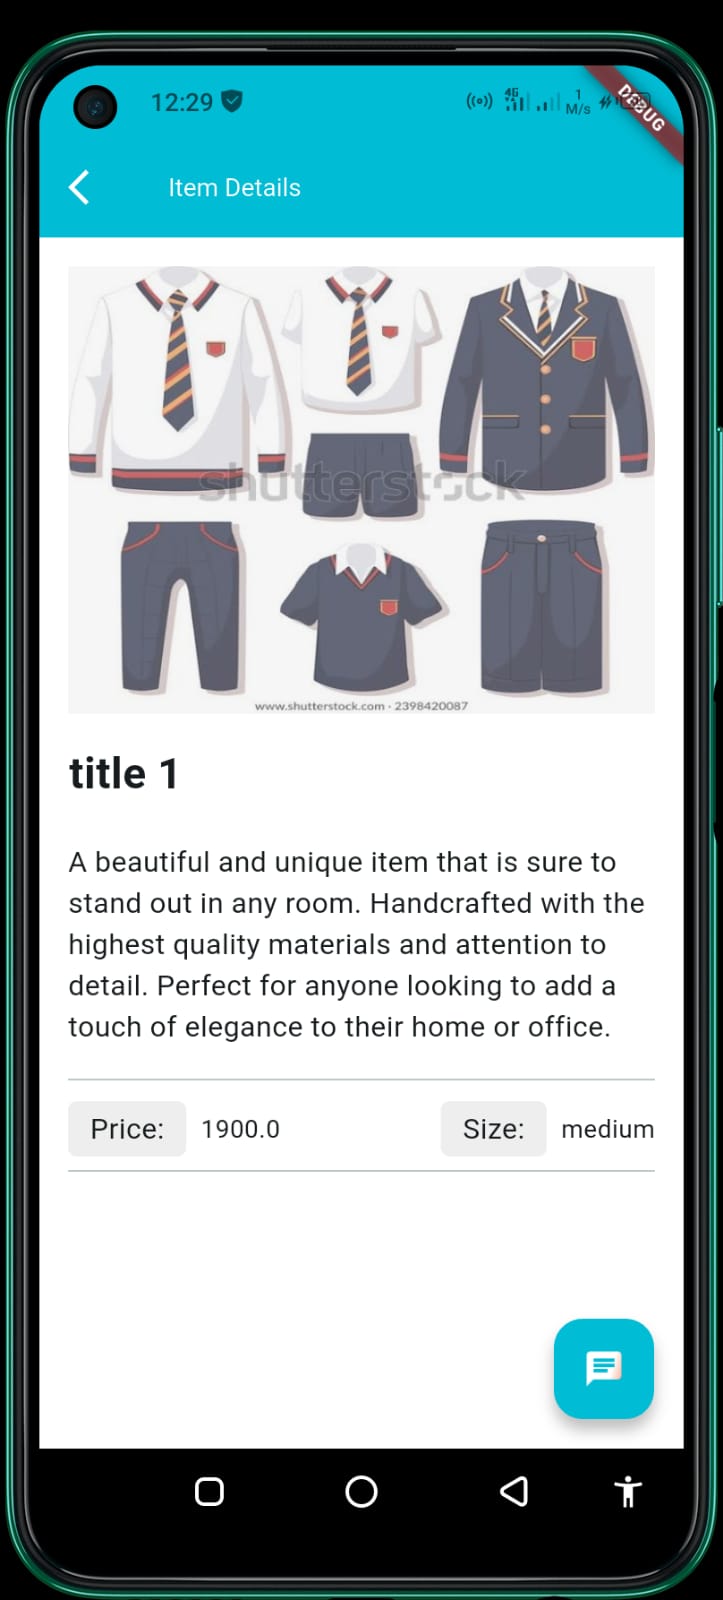 12:29
4G
1
M/s
DEBUG
Item Details
shutterstock
www.shutterstock.com · 2398420087
title 1
A beautiful and unique item that is sure to
stand out in any room. Handcrafted with the
highest quality materials and attention to
detail. Perfect for anyone looking to add a
touch of elegance to their home or office.
Price: 1900.0 Size: medium